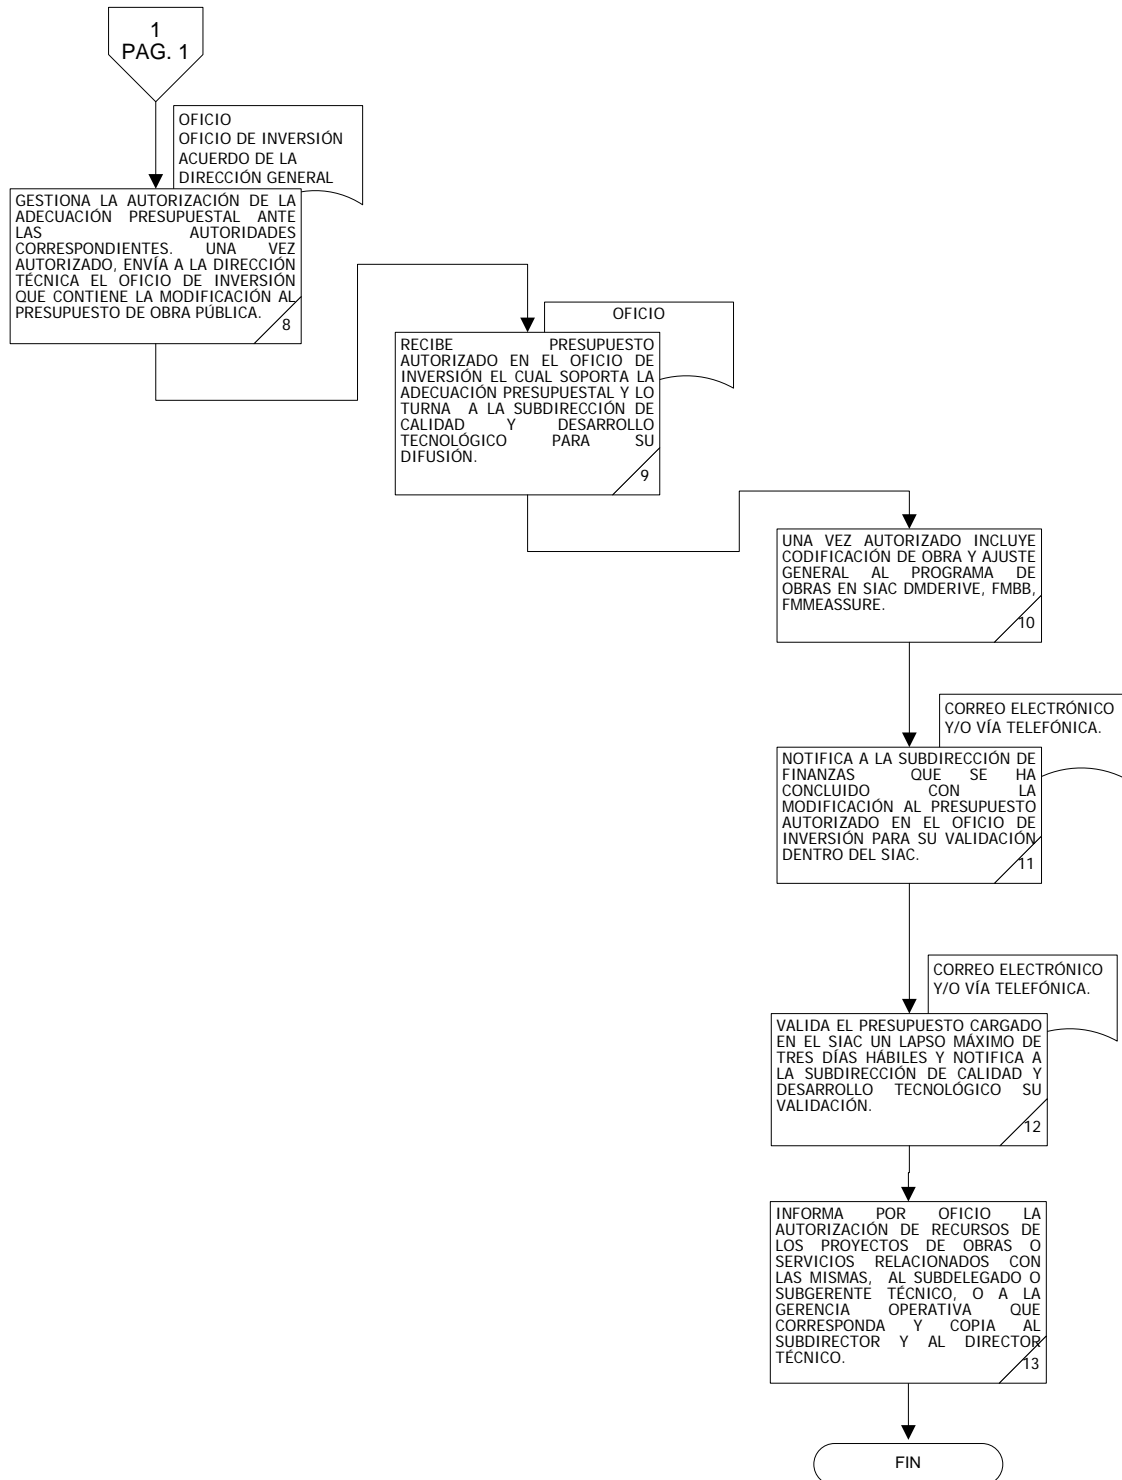 1
PAG. 1
OFICIO
OFICIO DE INVERSIÓN
ACUERDO DE LA
DIRECCIÓN GENERAL
GESTIONA LA AUTORIZACIÓN DE LA
ADECUACIÓN PRESUPUESTAL ANTE
LAS AUTORIDADES
CORRESPONDIENTES. UNA VEZ
AUTORIZADO, ENVÍA A LA DIRECCIÓN
TÉCNICA EL OFICIO DE INVERSIÓN
QUE CONTIENE LA MODIFICACIÓN AL
PRESUPUESTO DE OBRA PÚBLICA.
8
OFICIO
RECIBE PRESUPUESTO
AUTORIZADO EN EL OFICIO DE
INVERSIÓN EL CUAL SOPORTA LA
ADECUACIÓN PRESUPUESTAL Y LO
TURNA A LA SUBDIRECCIÓN DE
CALIDAD Y DESARROLLO
TECNOLÓGICO PARA SU
DIFUSIÓN.
9
UNA VEZ AUTORIZADO INCLUYE
CODIFICACIÓN DE OBRA Y AJUSTE
GENERAL AL PROGRAMA DE
OBRAS EN SIAC DMDERIVE, FMBB,
FMMEASSURE.
10
CORREO ELECTRÓNICO
Y/O VÍA TELEFÓNICA.
NOTIFICA A LA SUBDIRECCIÓN DE
FINANZAS QUE SE HA
CONCLUIDO CON LA
MODIFICACIÓN AL PRESUPUESTO
AUTORIZADO EN EL OFICIO DE
INVERSIÓN PARA SU VALIDACIÓN
DENTRO DEL SIAC.
11
CORREO ELECTRÓNICO
Y/O VÍA TELEFÓNICA.
VALIDA EL PRESUPUESTO CARGADO
EN EL SIAC UN LAPSO MÁXIMO DE
TRES DÍAS HÁBILES Y NOTIFICA A
LA SUBDIRECCIÓN DE CALIDAD Y
DESARROLLO TECNOLÓGICO SU
VALIDACIÓN.
12
INFORMA POR OFICIO LA
AUTORIZACIÓN DE RECURSOS DE
LOS PROYECTOS DE OBRAS O
SERVICIOS RELACIONADOS CON
LAS MISMAS, AL SUBDELEGADO O
SUBGERENTE TÉCNICO, O A LA
GERENCIA OPERATIVA QUE
CORRESPONDA Y COPIA AL
SUBDIRECTOR Y AL DIRECTOR
TÉCNICO.
13
FIN